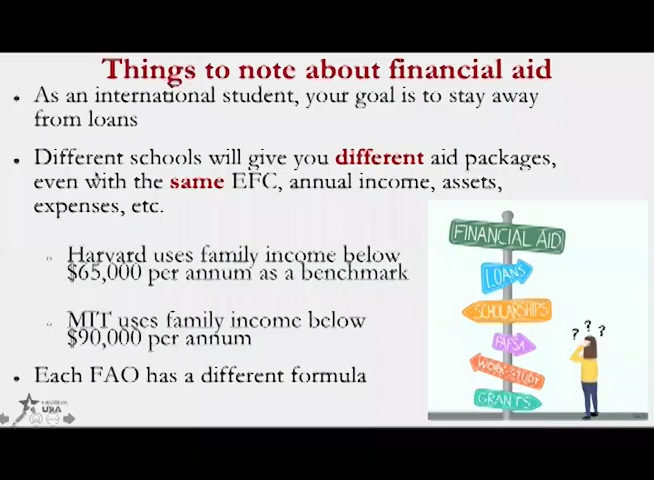 Things to note about financial aid
As an international student, your goal is to stay away
from loans
Different schools will give you different aid packages,
even with the same EFC, annual income, assets,
expenses, etc.
Harvard uses family income below
$65,000 per annum as a benchmark
MIT uses family income below
$90,000 per annum
Each FAO has a different formula
FINANCIAL AID
LOANS
SCHOLARSHIPS
FAFSA
WORK-STUDY
GRANTS
? ? ?
USA